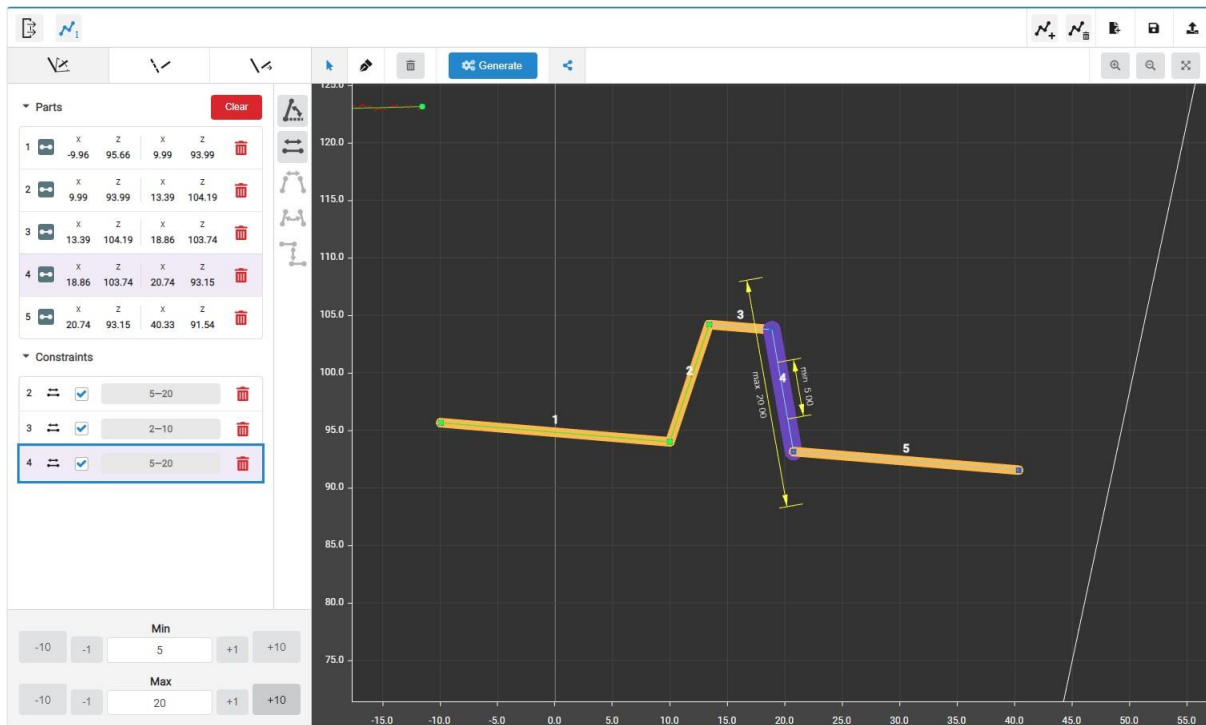 1
Generate
Parts
Clear
X Z X Z
1 -9.96 95.66 9.99 93.99
X Z X Z
2 9.99 93.99 13.39 104.19
X Z X Z
3 13.39 104.19 18.86 103.74
X Z X Z
4 18.86 103.74 20.74 93.15
X Z X Z
5 20.74 93.15 40.33 91.54
Constraints
2 5—20
3 2—10
4 5—20
Min
-10 -1 5 +1 +10
Max
-10 -1 20 +1 +10
125.0
120.0
115.0
110.0
105.0
100.0
95.0
90.0
85.0
80.0
75.0
1
2
3
4
5
max 20.00
min 5.00
-15.0 -10.0 -5.0 0.0 5.0 10.0 15.0 20.0 25.0 30.0 35.0 40.0 45.0 50.0 55.0